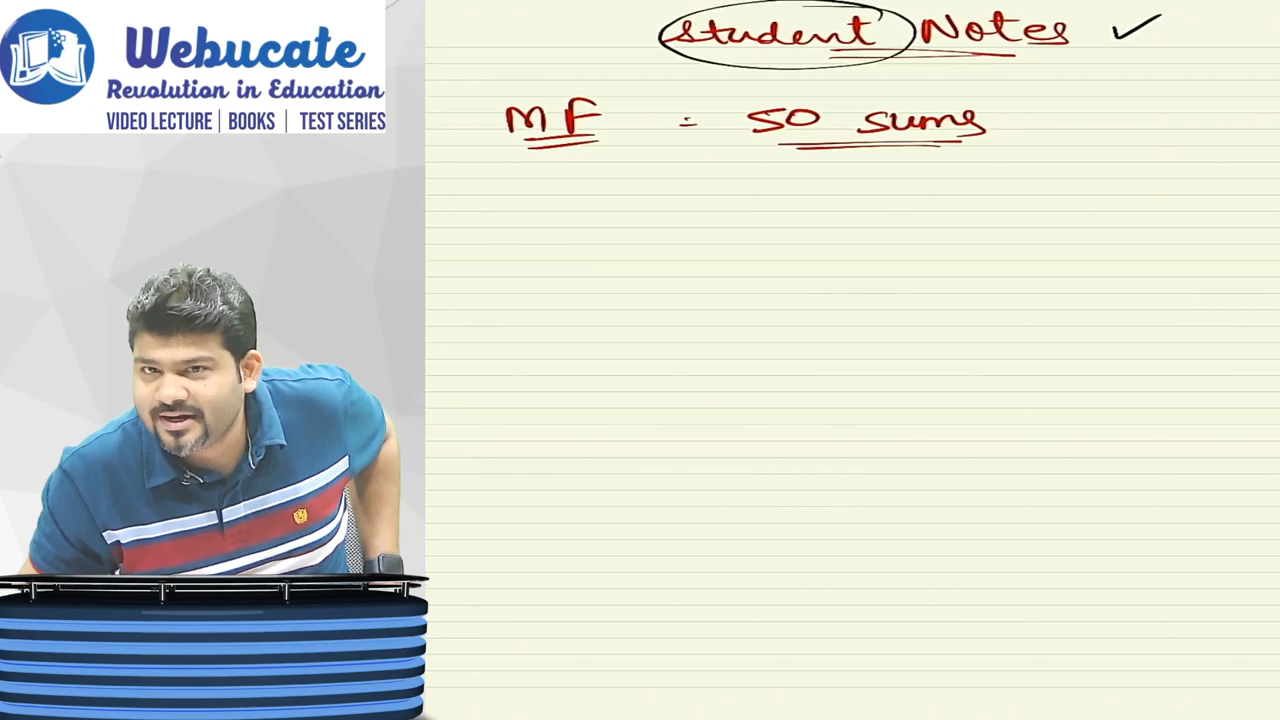 Webucate
Revolution in Education
VIDEO LECTURE | BOOKS | TEST SERIES
student Notes ✓
MF = 50 sums